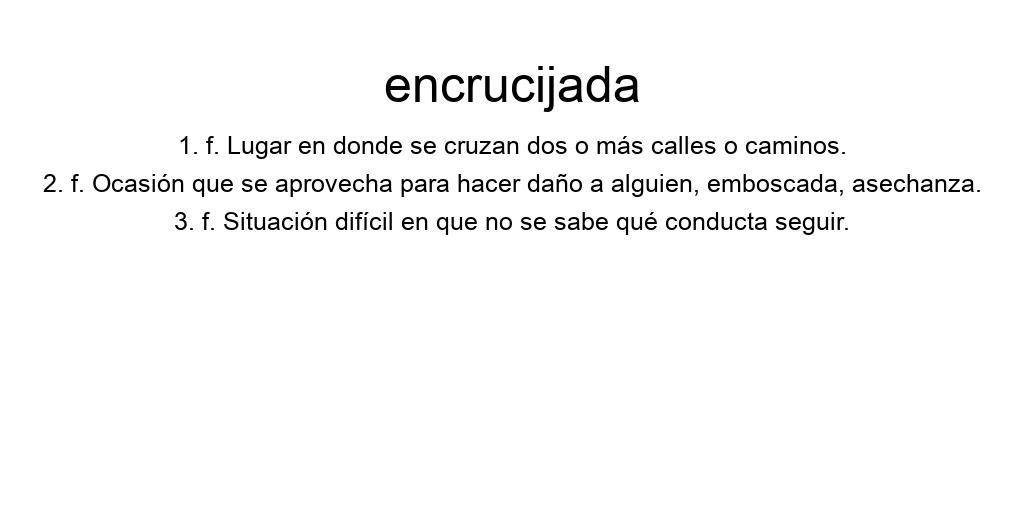 encrucijada
1. f. Lugar en donde se cruzan dos o más calles o caminos.
2. f. Ocasión que se aprovecha para hacer daño a alguien, emboscada, asechanza.
3. f. Situación difícil en que no se sabe qué conducta seguir.